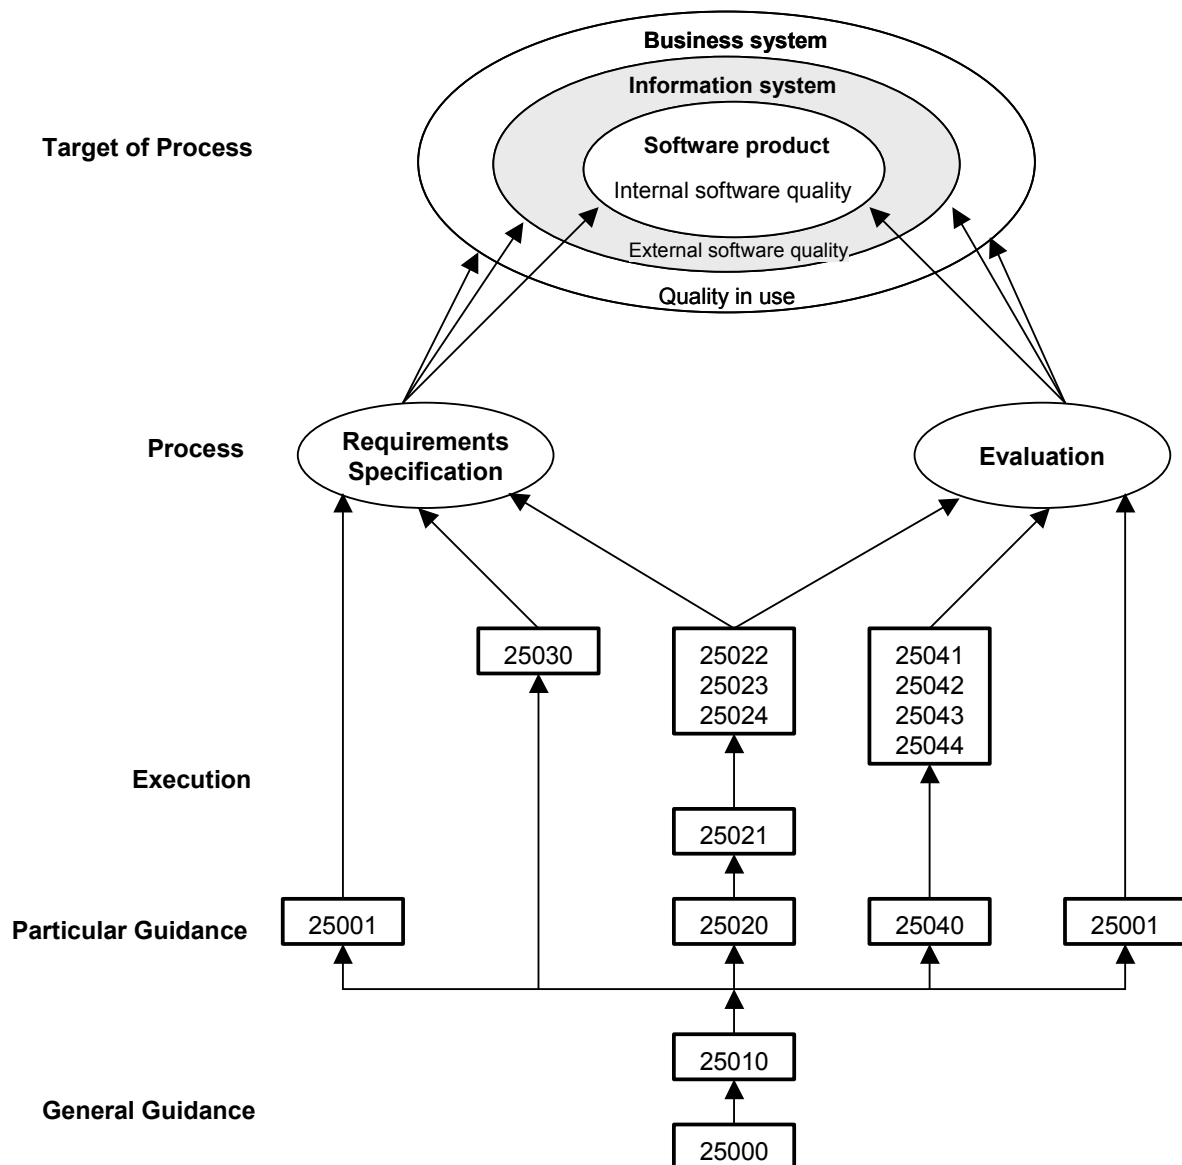 Business system
Information system
Target of Process
Software product
Internal software quality
External software quality
Quality in use
Process
Requirements
Specification
Evaluation
25030
25022
25023
25024
25041
25042
25043
25044
Execution
25021
Particular Guidance
25001
25020
25040
25001
25010
General Guidance
25000